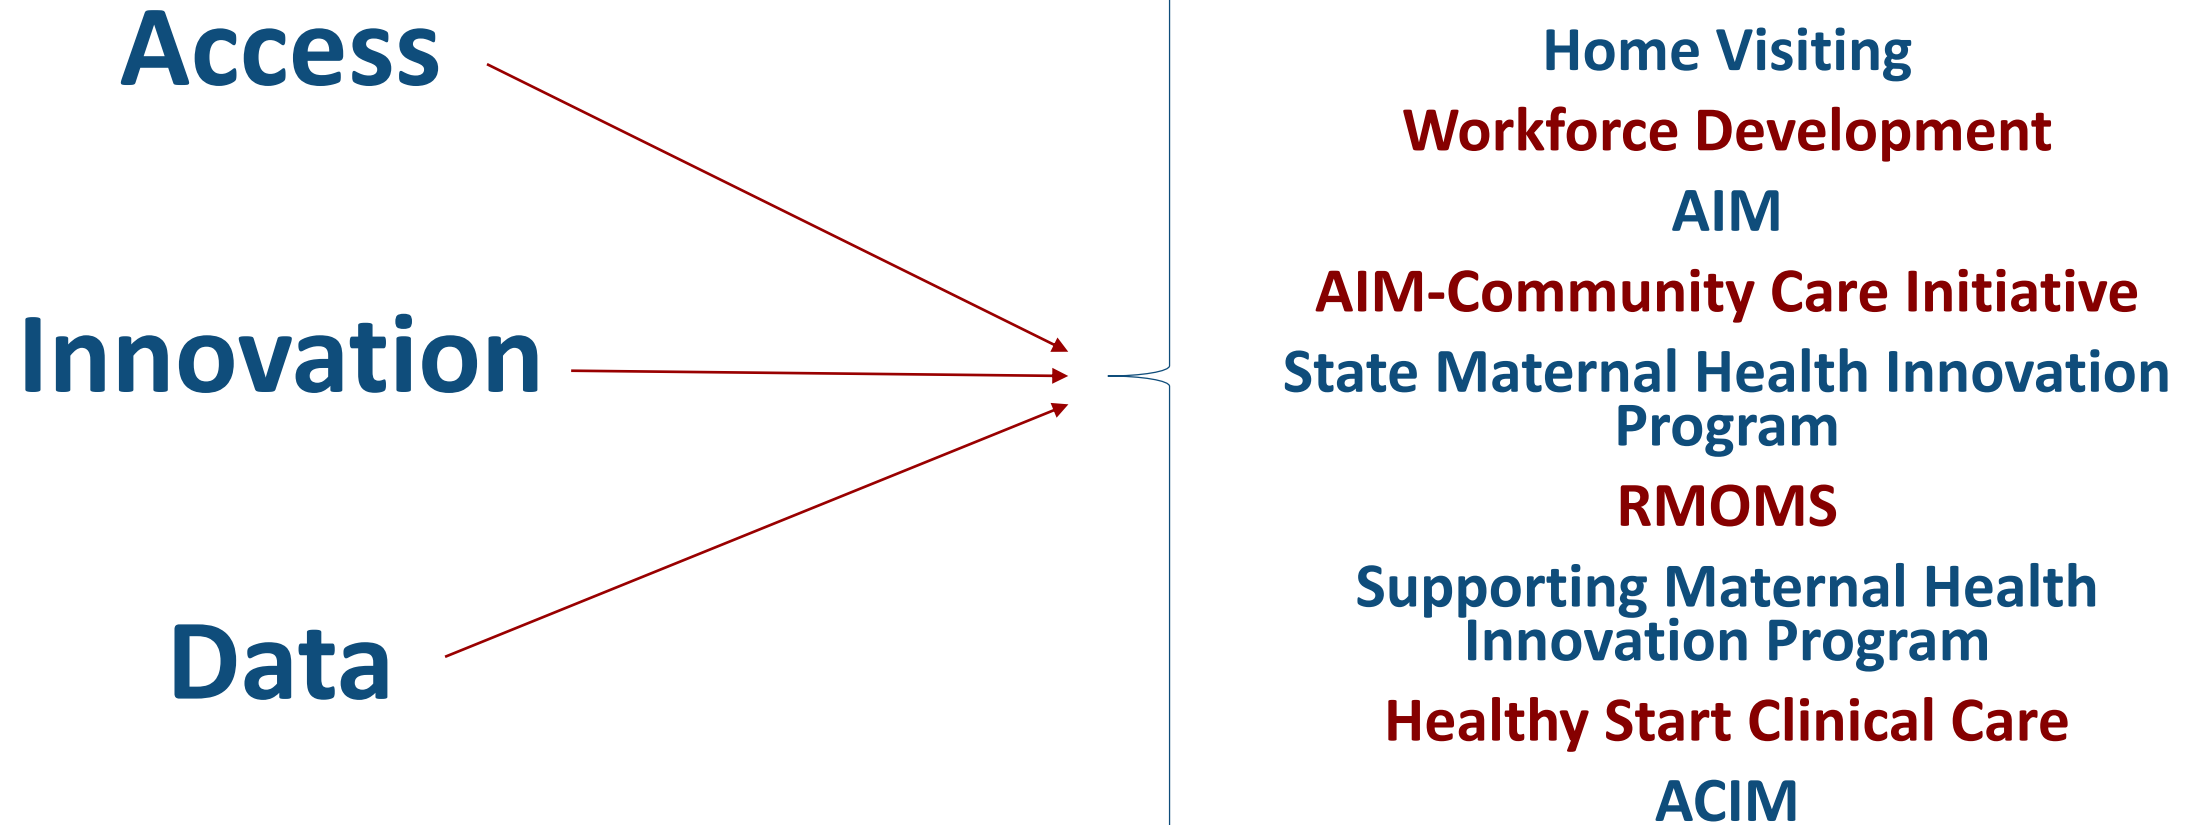 Access
Innovation
Data
Home Visiting
Workforce Development
AIM
AIM-Community Care Initiative
State Maternal Health Innovation
Program
RMOMS
Supporting Maternal Health
Innovation Program
Healthy Start Clinical Care
ACIM